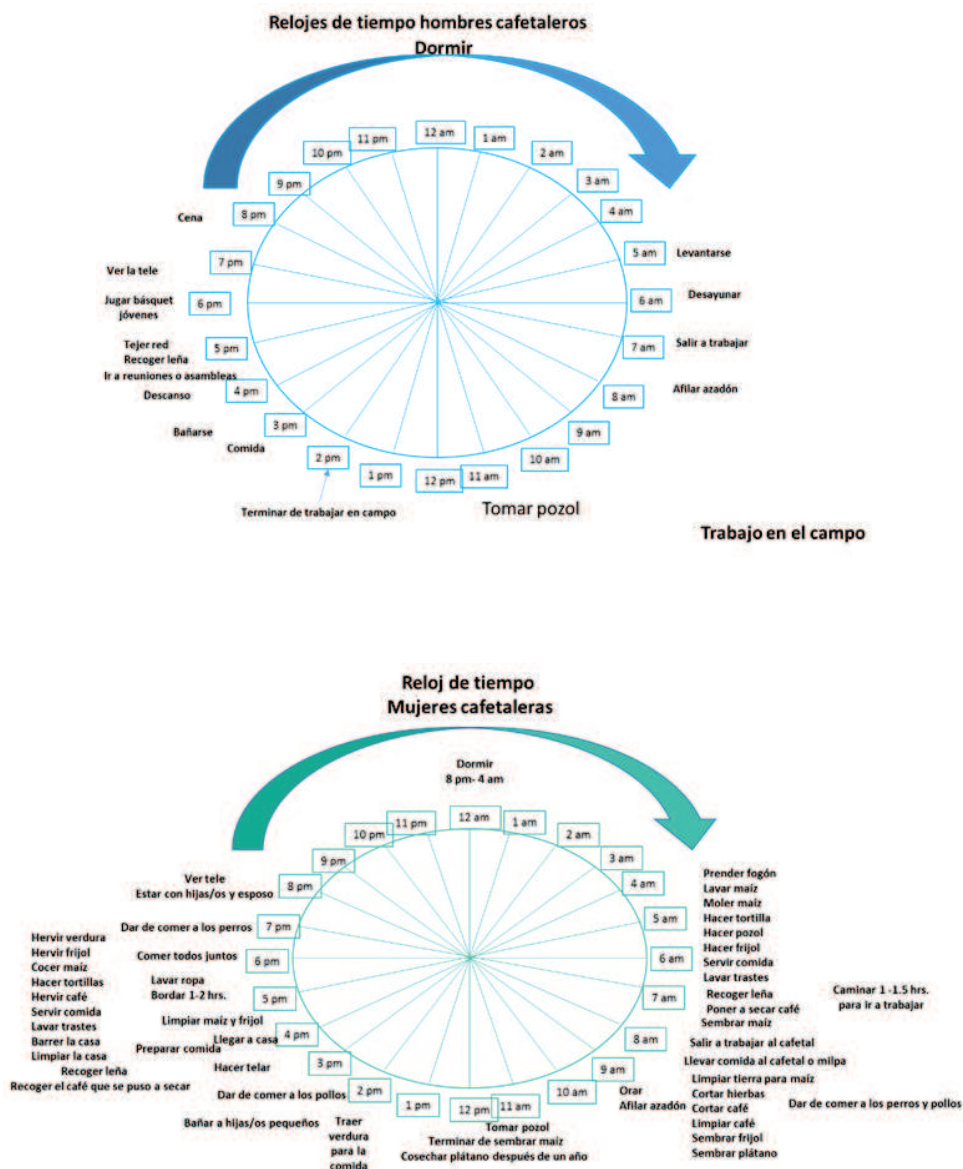 Relojes de tiempo hombres cafetaleros
Dormir
12 am
1 am
2 am
3 am
4 am
5 am
Levantarse
6 am
Desayunar
7 am
Salir a trabajar
8 am
Afilar azadón
9 am
10 am
11 am
Tomar pozol
Trabajo en el campo
12 pm
1 pm
2 pm
Terminar de trabajar en campo
3 pm
Comida
Bañarse
4 pm
Descanso
Ir a reuniones o asambleas
5 pm
Tejer red
Recoger leña
6 pm
Jugar básquet
jóvenes
7 pm
Ver la tele
8 pm
Cena
9 pm
10 pm
11 pm
Reloj de tiempo
Mujeres cafetaleras
Dormir
8 pm- 4 am
12 am
1 am
2 am
3 am
4 am
5 am
6 am
7 am
8 am
9 am
10 am
11 am
12 pm
1 pm
2 pm
3 pm
4 pm
5 pm
6 pm
7 pm
8 pm
9 pm
10 pm
11 pm
Prender fogón
Lavar maíz
Moler maíz
Hacer tortilla
Hacer pozol
Hacer frijol
Servir comida
Lavar trastes
Recoger leña
Poner a secar café
Sembrar maíz
Caminar 1 -1.5 hrs.
para ir a trabajar
Salir a trabajar al cafetal
Llevar comida al cafetal o milpa
Limpiar tierra para maíz
Cortar hierbas
Cortar café
Limpiar café
Sembrar frijol
Sembrar plátano
Dar de comer a los perros y pollos
Orar
Afilar azadón
Tomar pozol
Terminar de sembrar maíz
Cosechar plátano después de un año
Traer
verdura
para la
comida
Bañar a hijas/os pequeños
Dar de comer a los pollos
Hacer telar
Llegar a casa
Preparar comida
Limpiar maíz y frijol
Lavar ropa
Bordar 1-2 hrs.
Comer todos juntos
Dar de comer a los perros
Ver tele
Estar con hijas/os y esposo
Hervir verdura
Hervir frijol
Cocer maíz
Hacer tortillas
Hervir café
Servir comida
Lavar trastes
Barrer la casa
Limpiar la casa
Recoger leña
Recoger el café que se puso a secar